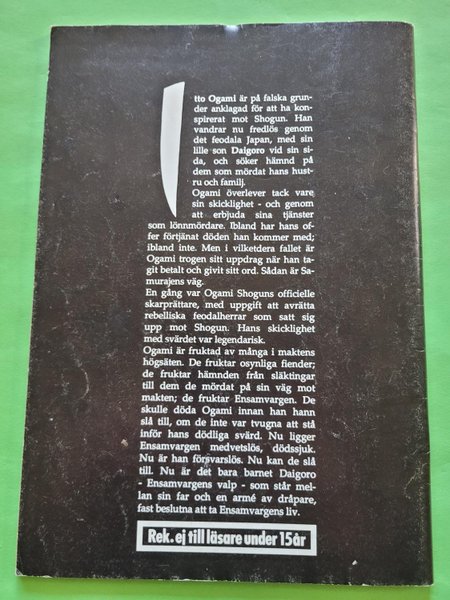 Itto Ogami är på falska grun-
der anklagad för att ha kon-
spirerat mot Shogun. Han
vandrar nu fredlös genom
det feodala Japan, med sin
lille son Daigoro vid sin si-
da, och söker hämnd på
dem som mördat hans hust-
ru och familj.
Ogami överlever tack vare
sin skicklighet - och genom
att erbjuda sina tjänster
som lönnmördare. Ibland har hans of-
fer förtjänat döden han kommer med;
ibland inte. Men i vilketdera fallet är
Ogami trogen sitt uppdrag när han ta-
git betalt och givit sitt ord. Sådan är Sa-
murajens väg.
En gång var Ogami Shoguns officielle
skarprättare, med uppgift att avrätta
rebelliska feodalherrar som satt sig
upp mot Shogun. Hans skicklighet
med svärdet var legendarisk.
Ogami är fruktad av många i maktens
högsäten. De fruktar osynliga fiender;
de fruktar hämnden från släktingar
till dem de mördat på sin väg mot
makten; de fruktar Ensamvargen. De
skulle döda Ogami innan han hann
slå till, om de inte var tvugna att stå
inför hans dödliga svärd. Nu ligger
Ensamvargen medvetslös, dödssjuk.
Nu är han försvarslös. Nu kan de slå
till. Nu är det bara barnet Daigoro
- Ensamvargens valp - som står mel-
lan sin far och en armé av dråpare,
fast beslutna att ta Ensamvargens liv.
Rek. ej till läsare under 15 år